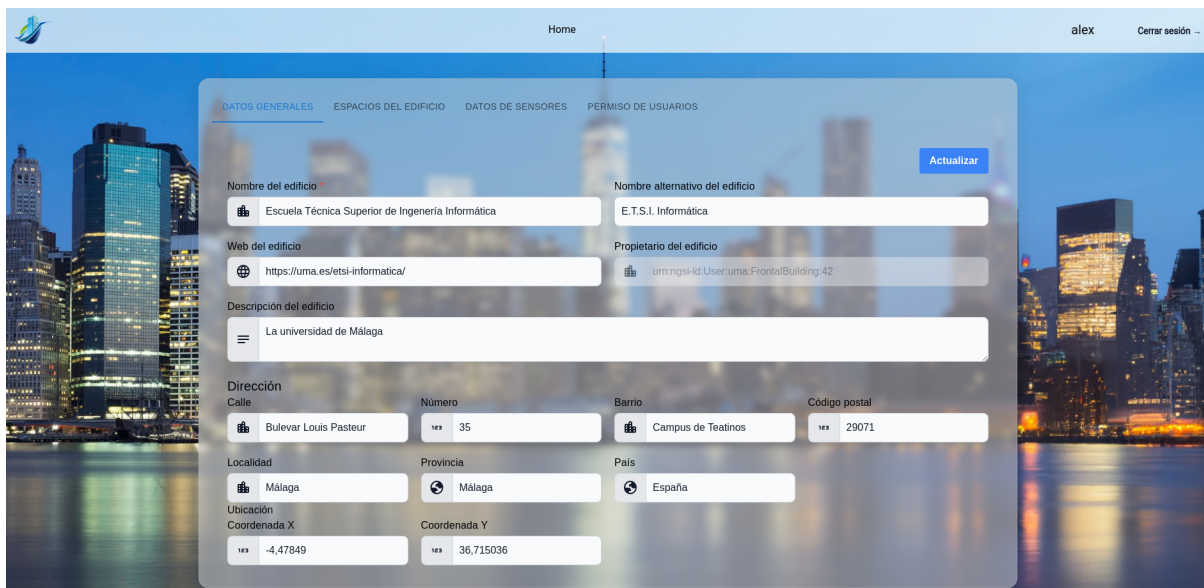 Home
alex
Cerrar sesión →
DATOS GENERALES ESPACIOS DEL EDIFICIO DATOS DE SENSORES PERMISO DE USUARIOS
Actualizar
Nombre del edificio * Nombre alternativo del edificio
Escuela Técnica Superior de Ingenería Informática E.T.S.I. Informática
Web del edificio Propietario del edificio
https://uma.es/etsi-informatica/ urn:ngsi-ld:User:uma:FrontalBuilding:42
Descripción del edificio
La universidad de Málaga
Dirección
Calle Número Barrio Código postal
Bulevar Louis Pasteur 123 35 Campus de Teatinos 123 29071
Localidad Provincia País
Málaga Málaga España
Ubicación
Coordenada X Coordenada Y
123 -4,47849 123 36,715036